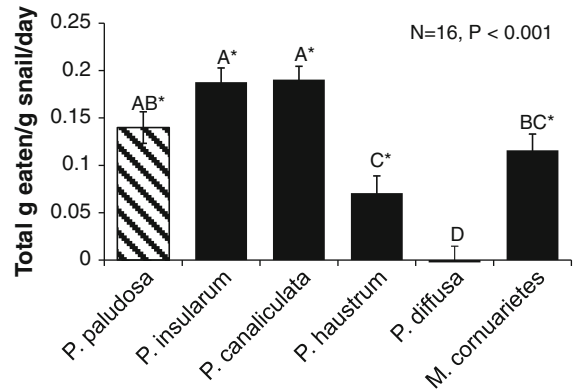 Total g eaten/g snail/day
0.25
0.2
0.15
0.1
0.05
0
N=16, P < 0.001
AB*
A*
A*
C*
D
BC*
P. paludosa
P. insularum
P. canaliculata
P. haustrum
P. diffusa
M. cornuarietes